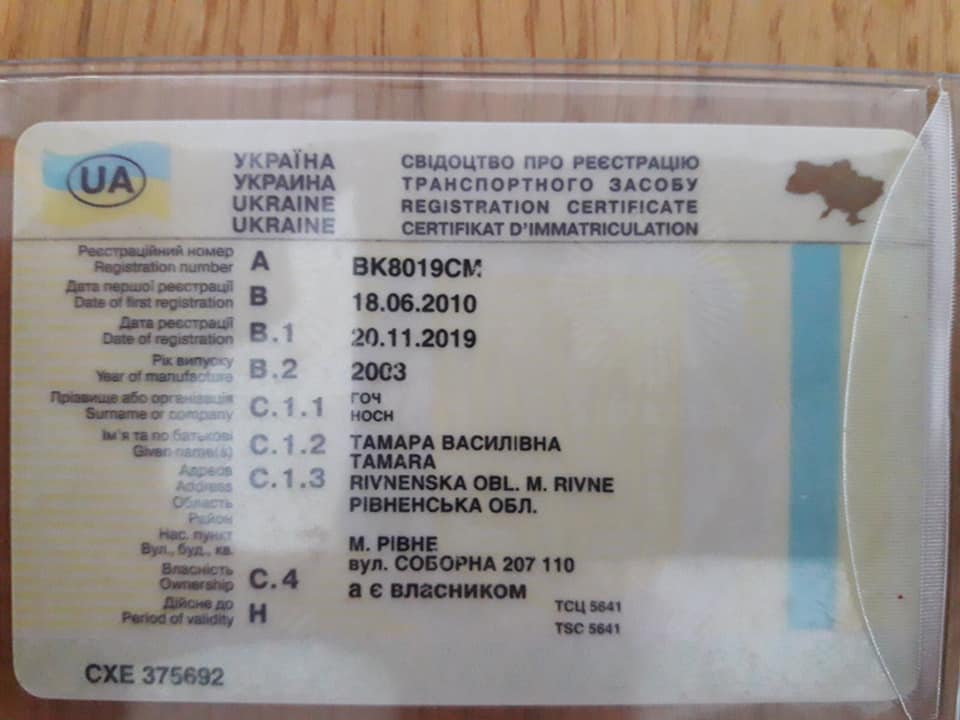 UA
УКРАЇНА
УКРАИНА
UKRAINE
UKRAINE
СВІДОЦТВО ПРО РЕЄСТРАЦІЮ
ТРАНСПОРТНОГО ЗАСОБУ
REGISTRATION CERTIFICATE
CERTIFIKAT D'IMMATRICULATION
Реєстраційний номер
Registration number A BK8019CM
Дата першої реєстрації
Date of first registration B 18.06.2010
Дата реєстрації
Date of registration B.1 20.11.2019
Рік випуску
Year of manufacture B.2 2003
Прізвище або організація ГОЧ
Surname or company C.1.1 HOCH
Ім'я та по батькові ТАМАРА ВАСИЛІВНА
Given name(s) C.1.2 TAMARA
Адреса
Address C.1.3 RIVNENSKA OBL. M. RIVNE
Область РІВНЕНСЬКА ОБЛ.
Район
Нас. пункт М. РІВНЕ
Вул., буд., кв. вул. СОБОРНА 207 110
Власність
Ownership C.4 а є власником
Дійсне до ТСЦ 5641
Period of validity H TSC 5641
CXE 375692